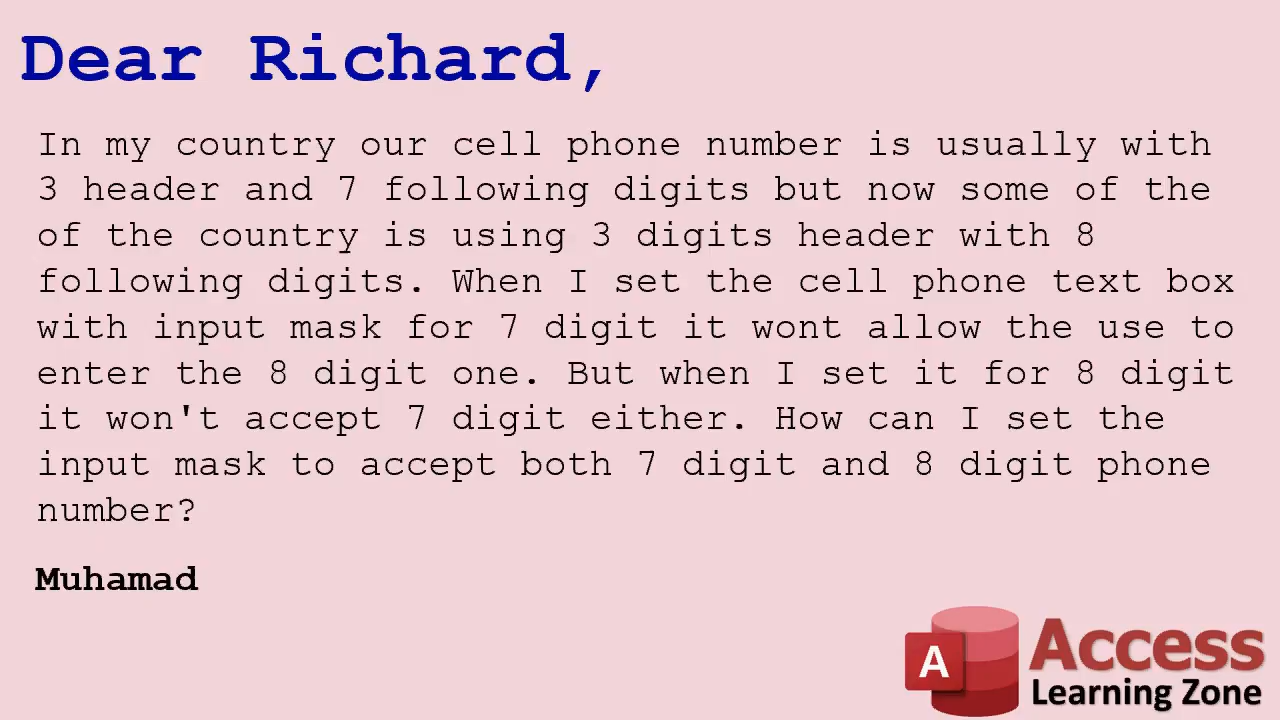 Dear Richard,
In my country our cell phone number is usually with
3 header and 7 following digits but now some of the
of the country is using 3 digits header with 8
following digits. When I set the cell phone text box
with input mask for 7 digit it wont allow the use to
enter the 8 digit one. But when I set it for 8 digit
it won't accept 7 digit either. How can I set the
input mask to accept both 7 digit and 8 digit phone
number?
Muhamad
A
Access
Learning Zone